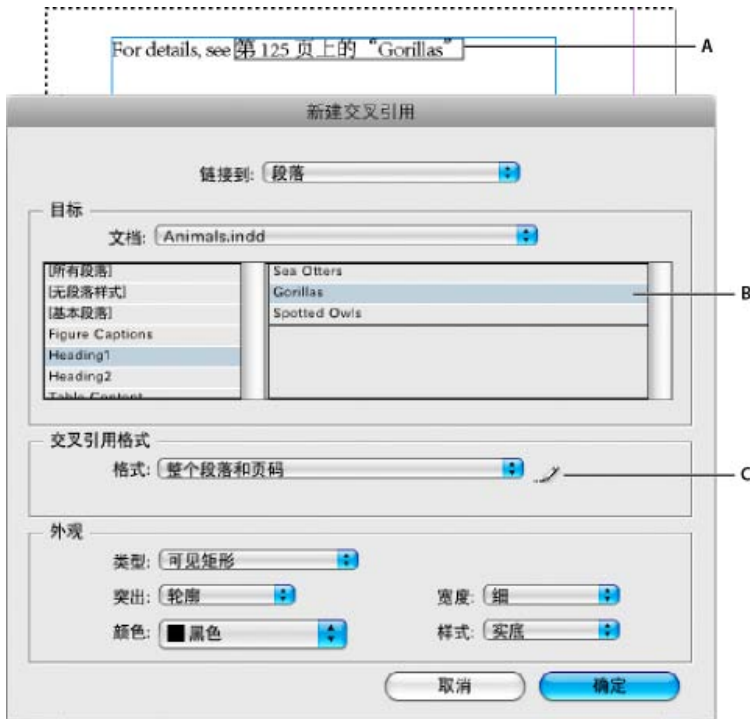 For details, see 第 125 页上的“Gorillas”
A
新建交叉引用
链接到: 段落
目标
文档: Animals.indd
[所有段落]
[无段落样式]
[基本段落]
Figure Captions
Heading1
Heading2
Table Content
Sea Otters
Gorillas
Spotted Owls
B
交叉引用格式
格式: 整个段落和页码
C
外观
类型: 可见矩形
突出: 轮廓
宽度: 细
颜色: 黑色
样式: 实底
取消
确定